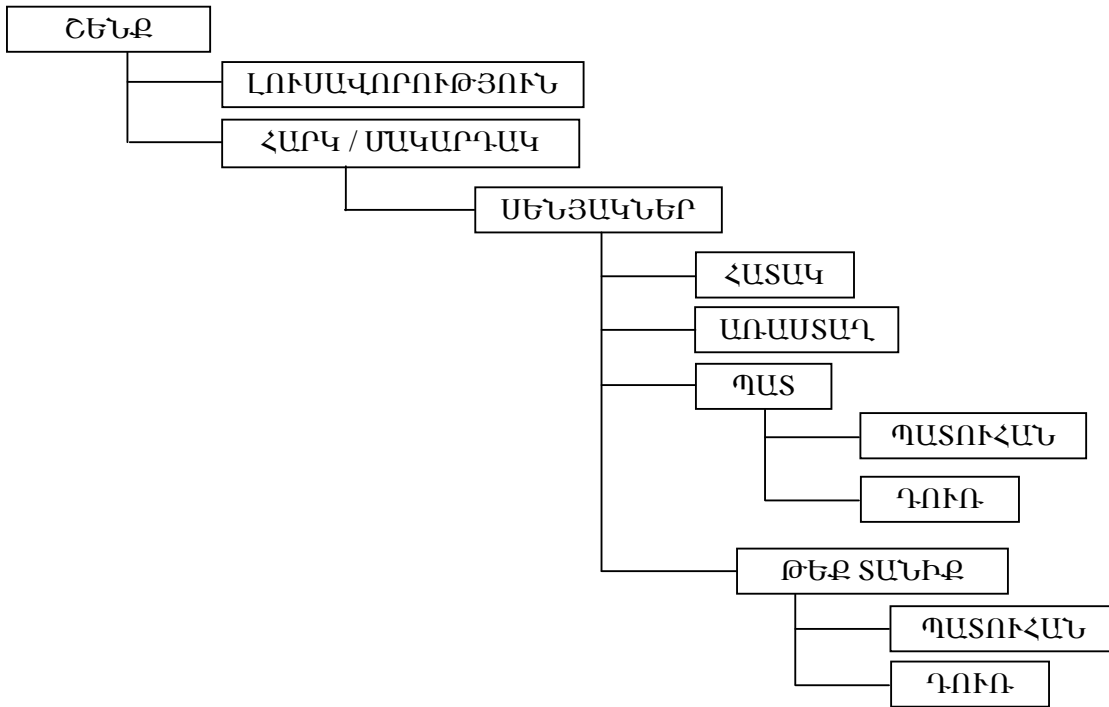 ՇԵՆՔ
ԼՈՒՍԱՎՈՐՈՒԹՅՈՒՆ
ՀԱՐԿ / ՄԱԿԱՐԴԱԿ
ՍԵՆՅԱԿՆԵՐ
ՀԱՏԱԿ
ԱՌԱՍՏԱՂ
ՊԱՏ
ՊԱՏՈՒՀԱՆ
ԴՈՒՌ
ԹԵՔ ՏԱՆԻՔ
ՊԱՏՈՒՀԱՆ
ԴՈՒՌ